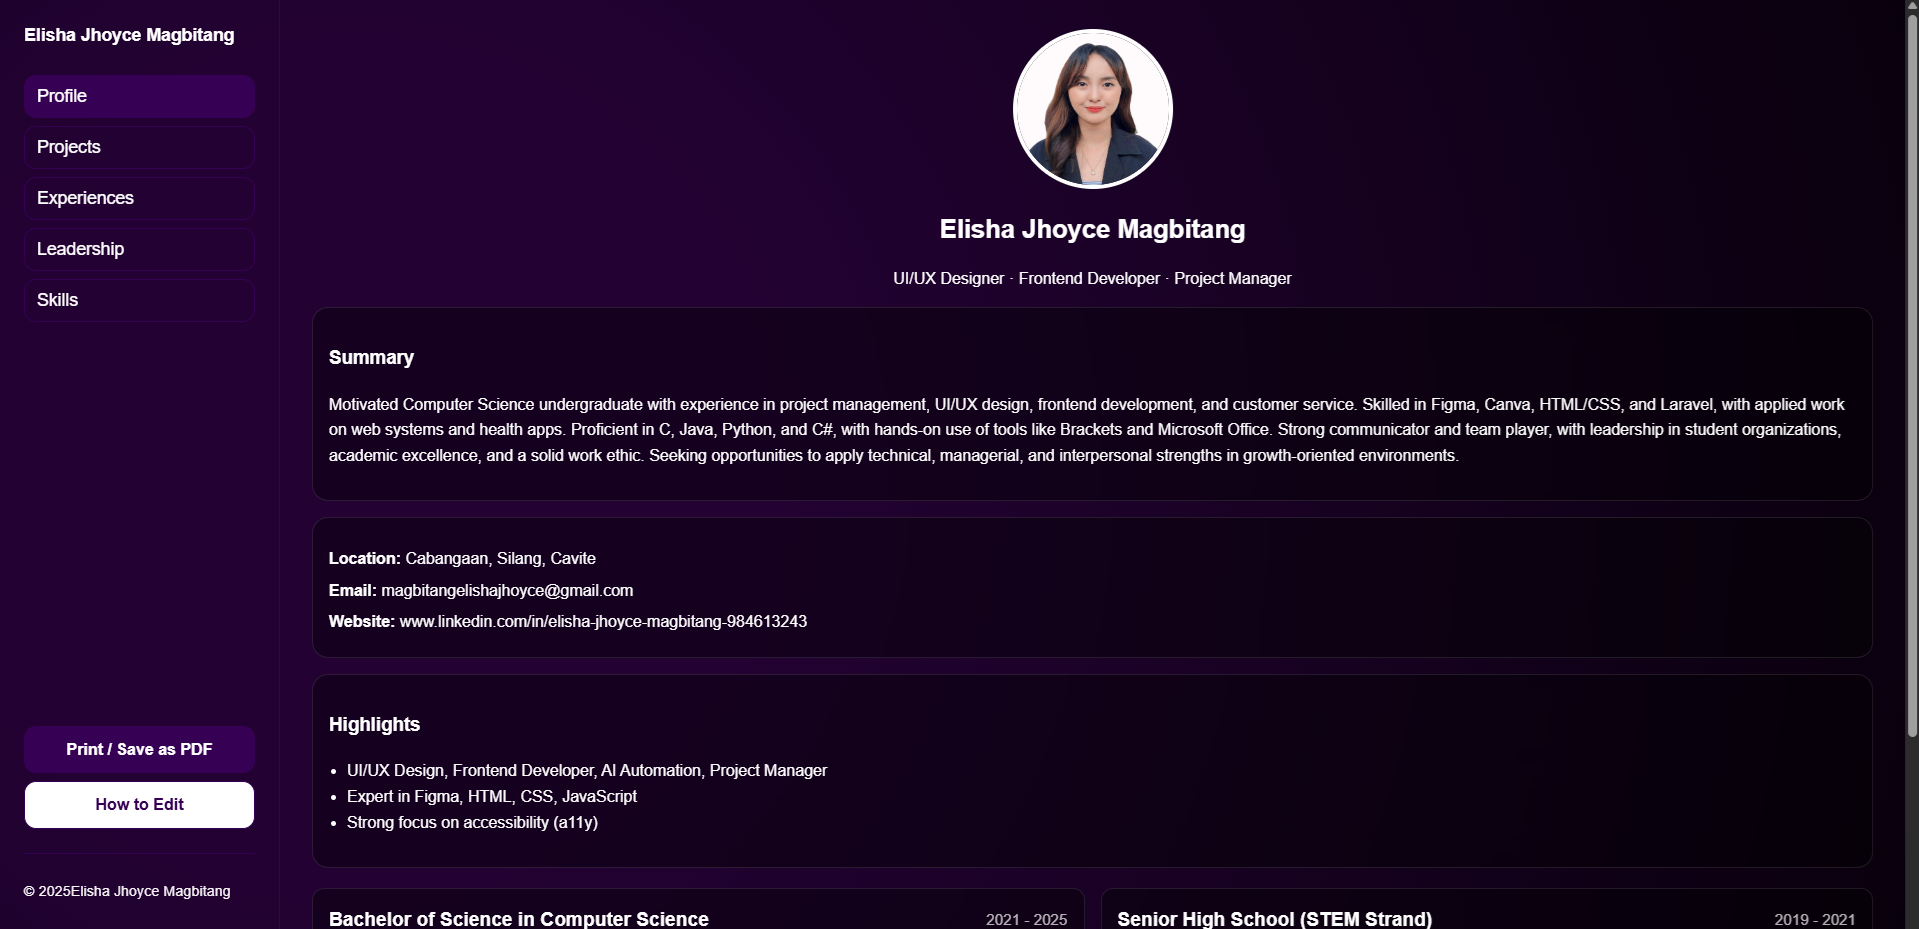 Elisha Jhoyce Magbitang
Profile
Projects
Experiences
Leadership
Skills
Print / Save as PDF
How to Edit
© 2025Elisha Jhoyce Magbitang
Elisha Jhoyce Magbitang
UI/UX Designer · Frontend Developer · Project Manager
Summary
Motivated Computer Science undergraduate with experience in project management, UI/UX design, frontend development, and customer service. Skilled in Figma, Canva, HTML/CSS, and Laravel, with applied work
on web systems and health apps. Proficient in C, Java, Python, and C#, with hands-on use of tools like Brackets and Microsoft Office. Strong communicator and team player, with leadership in student organizations,
academic excellence, and a solid work ethic. Seeking opportunities to apply technical, managerial, and interpersonal strengths in growth-oriented environments.
Location: Cabangaan, Silang, Cavite
Email: magbitangelishajhoyce@gmail.com
Website: www.linkedin.com/in/elisha-jhoyce-magbitang-984613243
Highlights
• UI/UX Design, Frontend Developer, AI Automation, Project Manager
• Expert in Figma, HTML, CSS, JavaScript
• Strong focus on accessibility (a11y)
Bachelor of Science in Computer Science 2021 - 2025
Senior High School (STEM Strand) 2019 - 2021